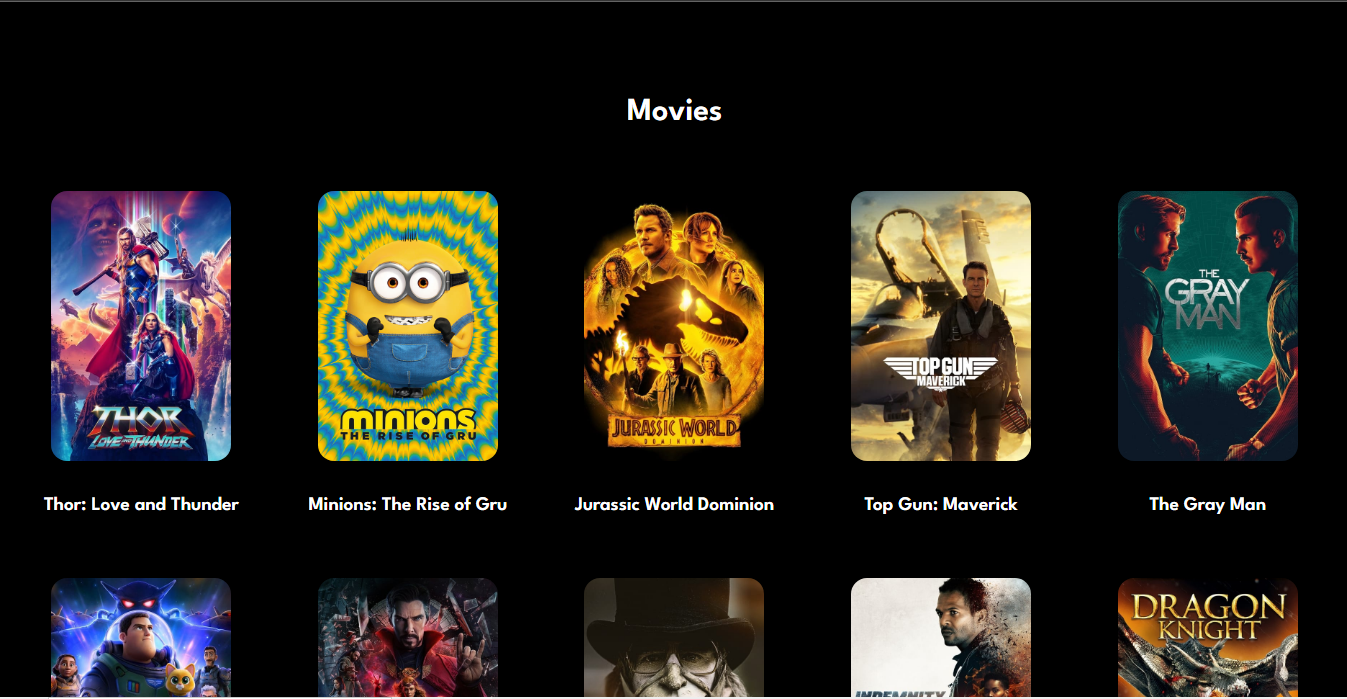 Movies
THOR
LOVE AND THUNDER
minions
THE RISE OF GRU
JURASSIC WORLD
DOMINION
TOP GUN
MAVERICK
THE
GRAY
MAN
Thor: Love and Thunder
Minions: The Rise of Gru
Jurassic World Dominion
Top Gun: Maverick
The Gray Man
INDEMNITY
DRAGON
KNIGHT